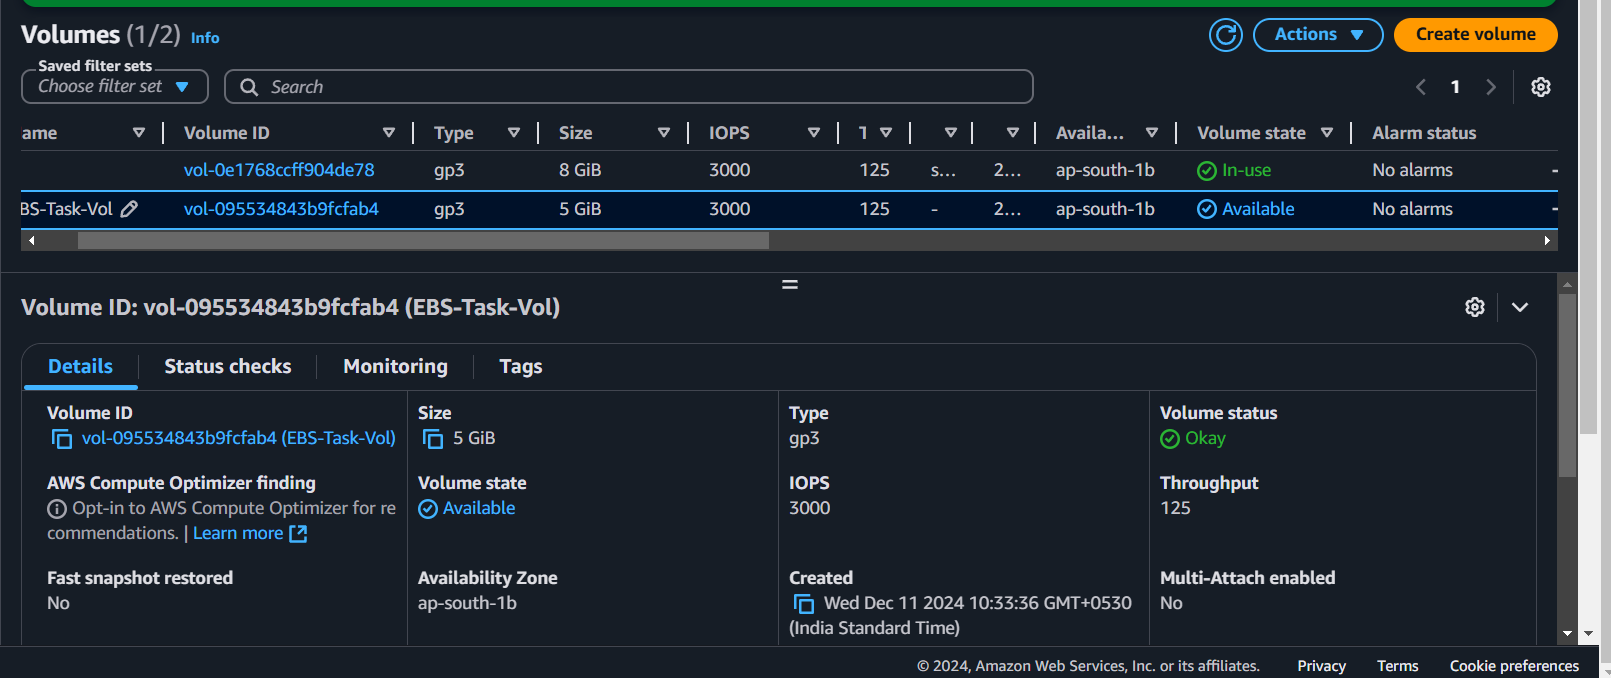 Volumes (1/2) Info
Actions
Create volume
Saved filter sets
Choose filter set
Search
1
ame Volume ID Type Size IOPS T Availa... Volume state Alarm status
vol-0e1768ccff904de78 gp3 8 GiB 3000 125 s... 2... ap-south-1b In-use No alarms -
BS-Task-Vol vol-095534843b9fcfab4 gp3 5 GiB 3000 125 - 2... ap-south-1b Available No alarms -
Volume ID: vol-095534843b9fcfab4 (EBS-Task-Vol)
Details Status checks Monitoring Tags
Volume ID Size Type Volume status
vol-095534843b9fcfab4 (EBS-Task-Vol) 5 GiB gp3 Okay
AWS Compute Optimizer finding Volume state IOPS Throughput
Opt-in to AWS Compute Optimizer for re Available 3000 125
commendations. | Learn more
Fast snapshot restored Availability Zone Created Multi-Attach enabled
No ap-south-1b Wed Dec 11 2024 10:33:36 GMT+0530 No
(India Standard Time)
© 2024, Amazon Web Services, Inc. or its affiliates. Privacy Terms Cookie preferences